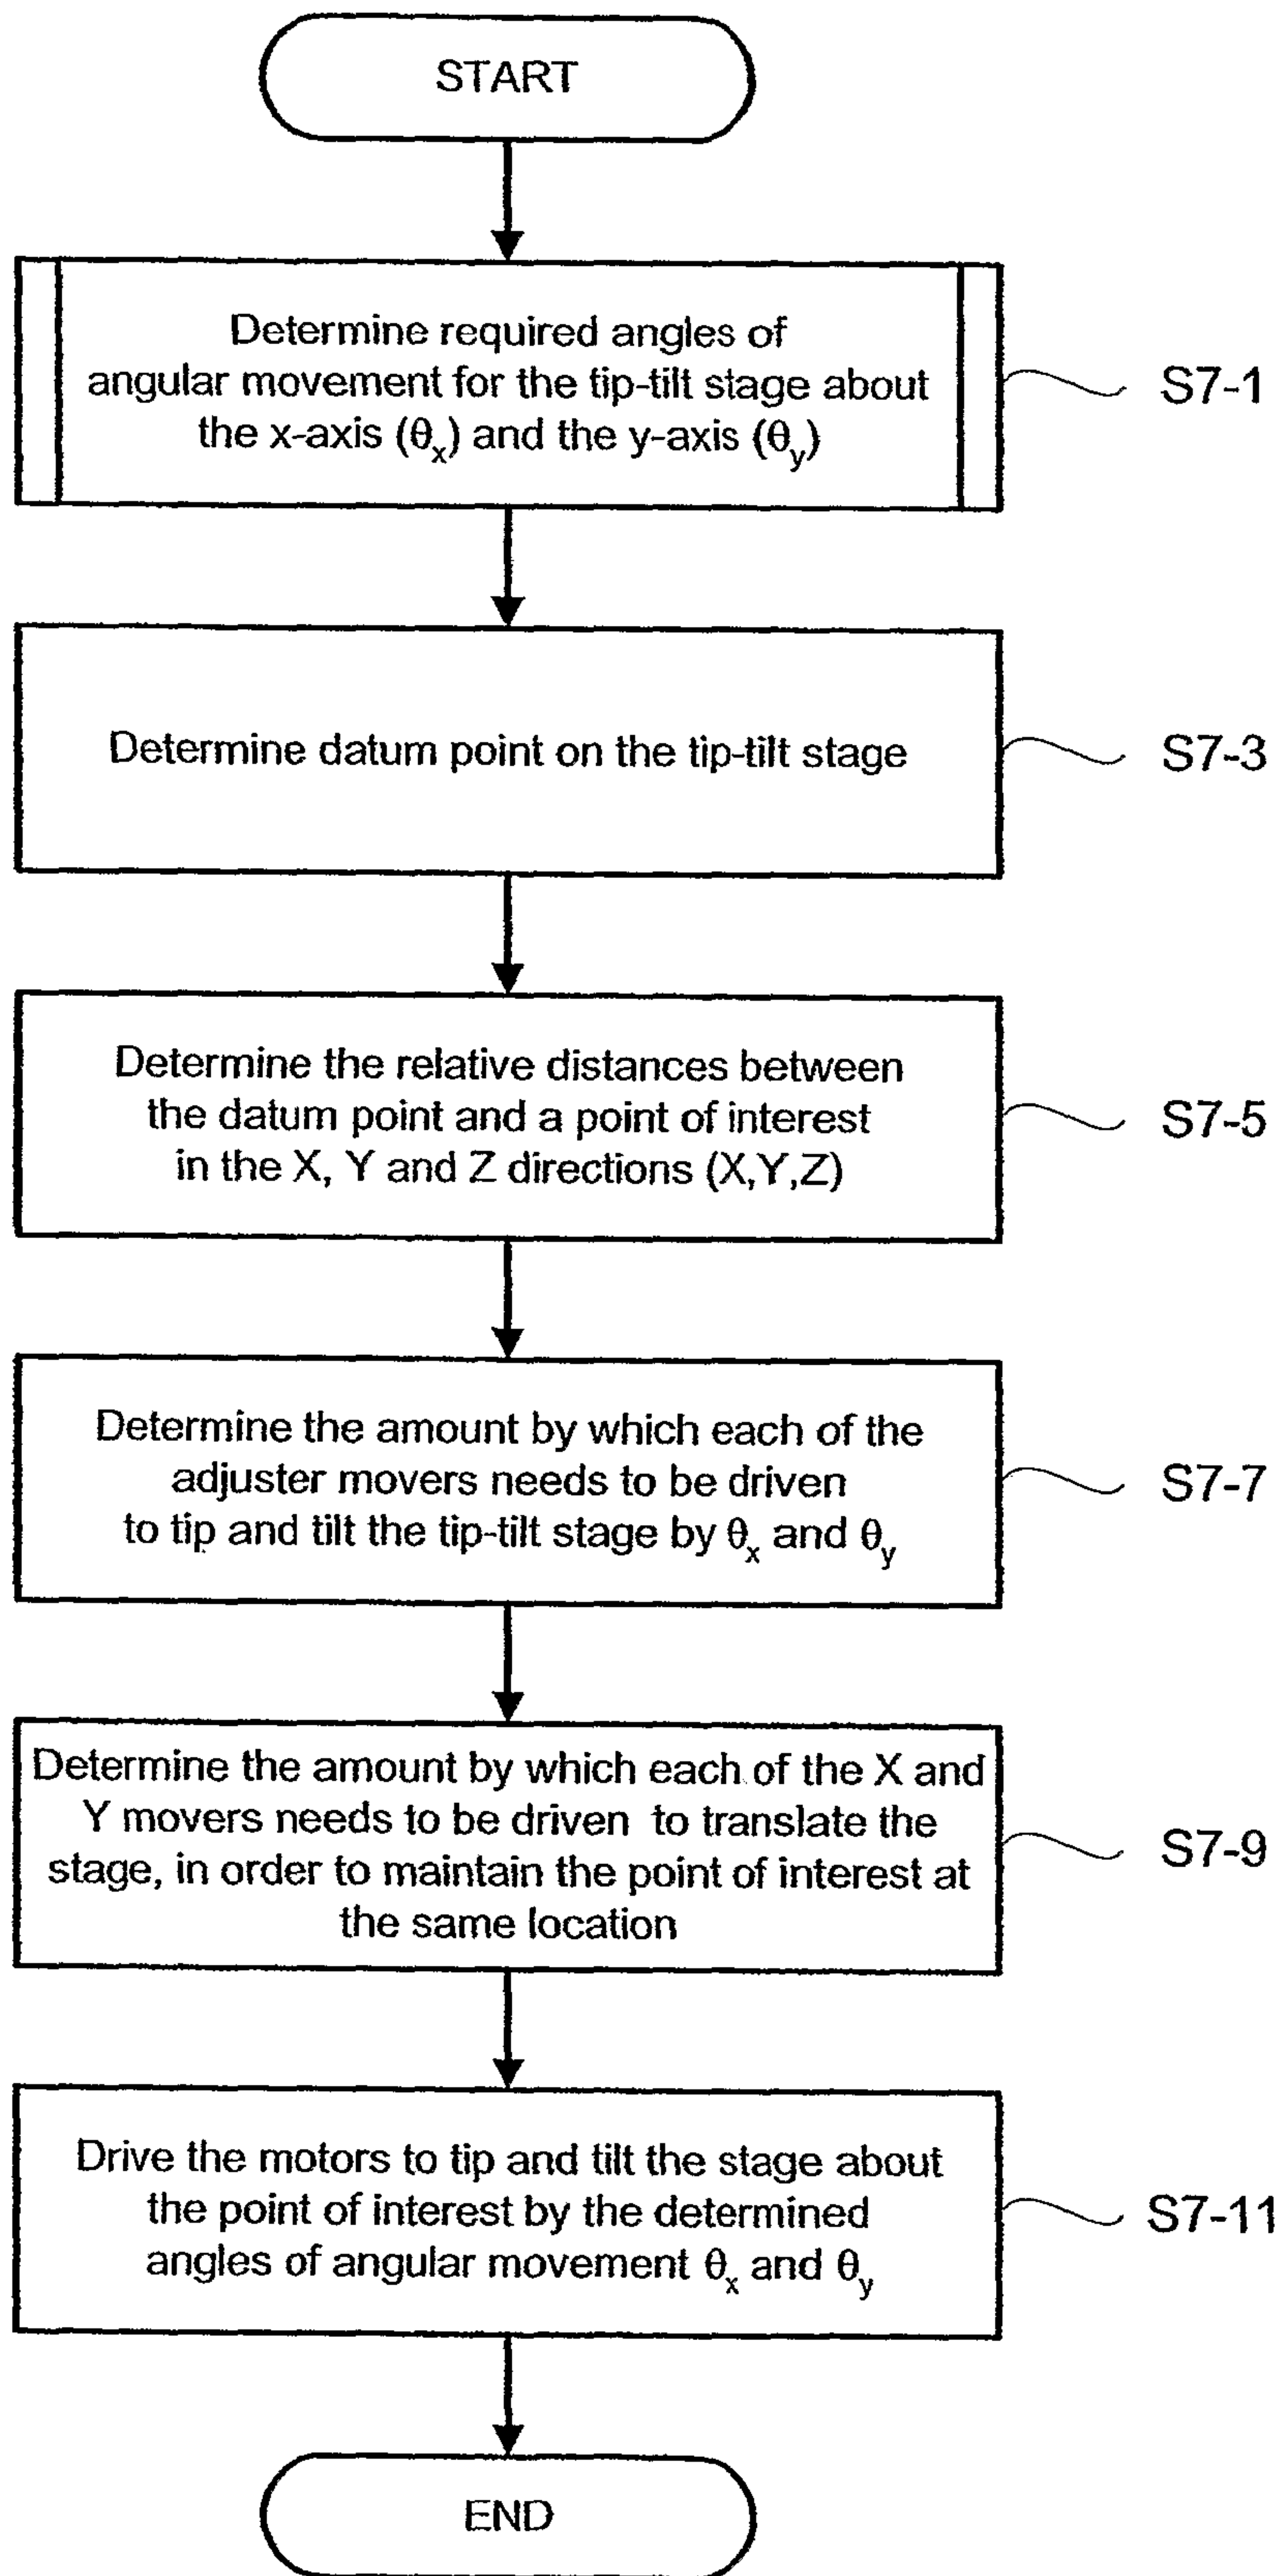 START
Determine required angles of
angular movement for the tip-tilt stage about
the x-axis (θx) and the y-axis (θy)
S7-1
Determine datum point on the tip-tilt stage
S7-3
Determine the relative distances between
the datum point and a point of interest
in the X, Y and Z directions (X,Y,Z)
S7-5
Determine the amount by which each of the
adjuster movers needs to be driven
to tip and tilt the tip-tilt stage by θx and θy
S7-7
Determine the amount by which each of the X and
Y movers needs to be driven to translate the
stage, in order to maintain the point of interest at
the same location
S7-9
Drive the motors to tip and tilt the stage about
the point of interest by the determined
angles of angular movement θx and θy
S7-11
END